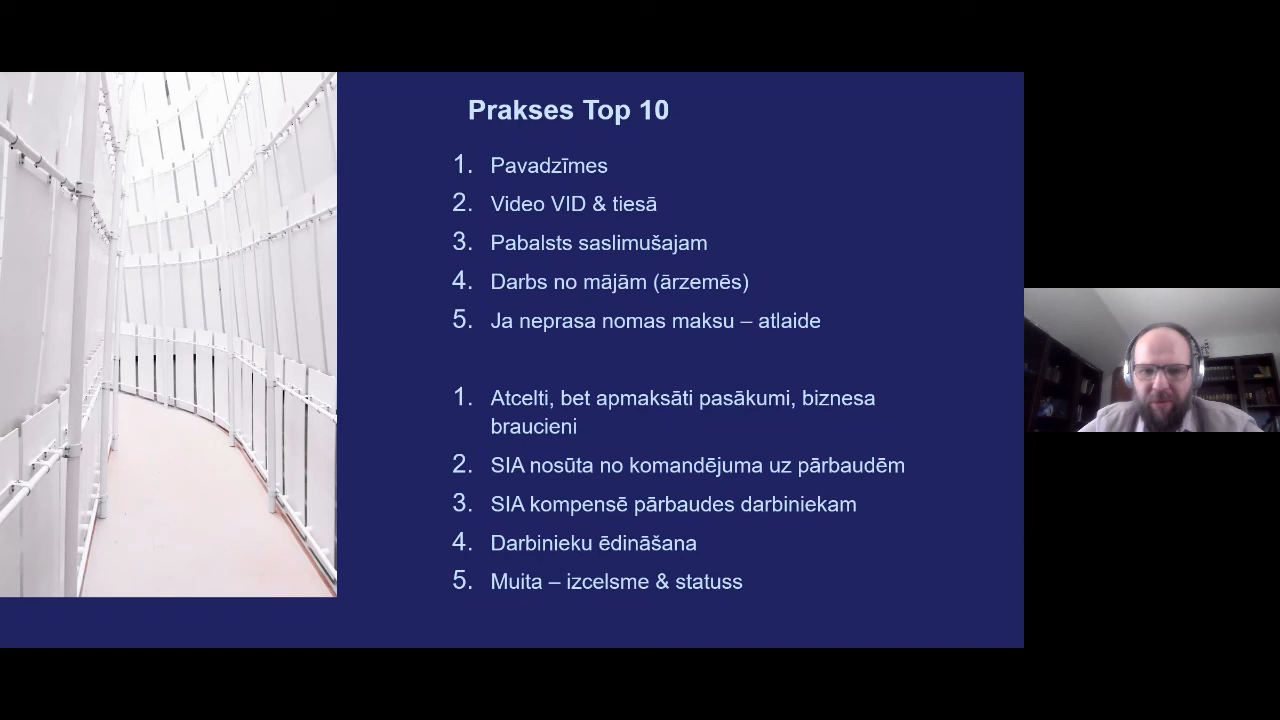 Prakses Top 10
1. Pavadzīmes
2. Video VID & tiesā
3. Pabalsts saslimušajam
4. Darbs no mājām (ārzemēs)
5. Ja neprasa nomas maksu – atlaide
1. Atcelti, bet apmaksāti pasākumi, biznesa
braucieni
2. SIA nosūta no komandējuma uz pārbaudēm
3. SIA kompensē pārbaudes darbiniekam
4. Darbinieku ēdināšana
5. Muita – izcelsme & statuss